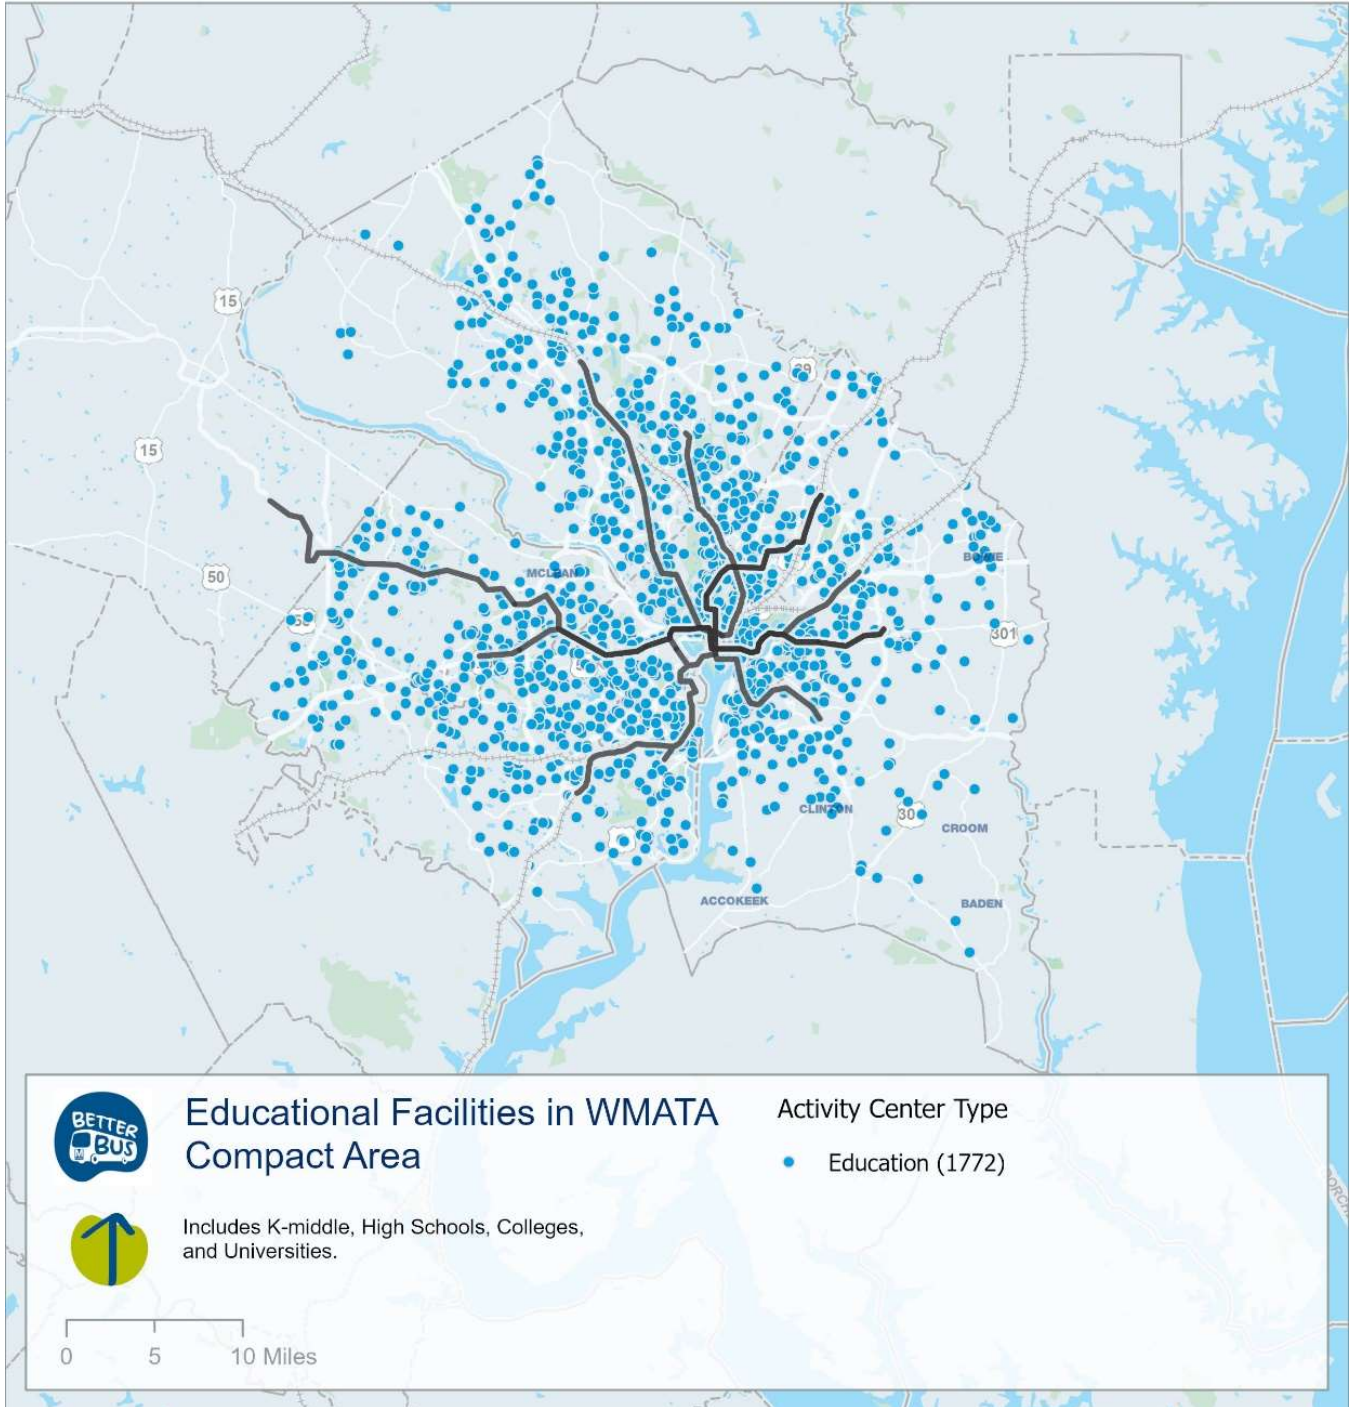 15
29
15
50
MCLEAN
301
CLINTON
CROOM
ACCOKEEK
BADEN
BETTER
BUS
M
Educational Facilities in WMATA
Compact Area
Includes K-middle, High Schools, Colleges,
and Universities.
0 5 10 Miles
Activity Center Type
Education (1772)